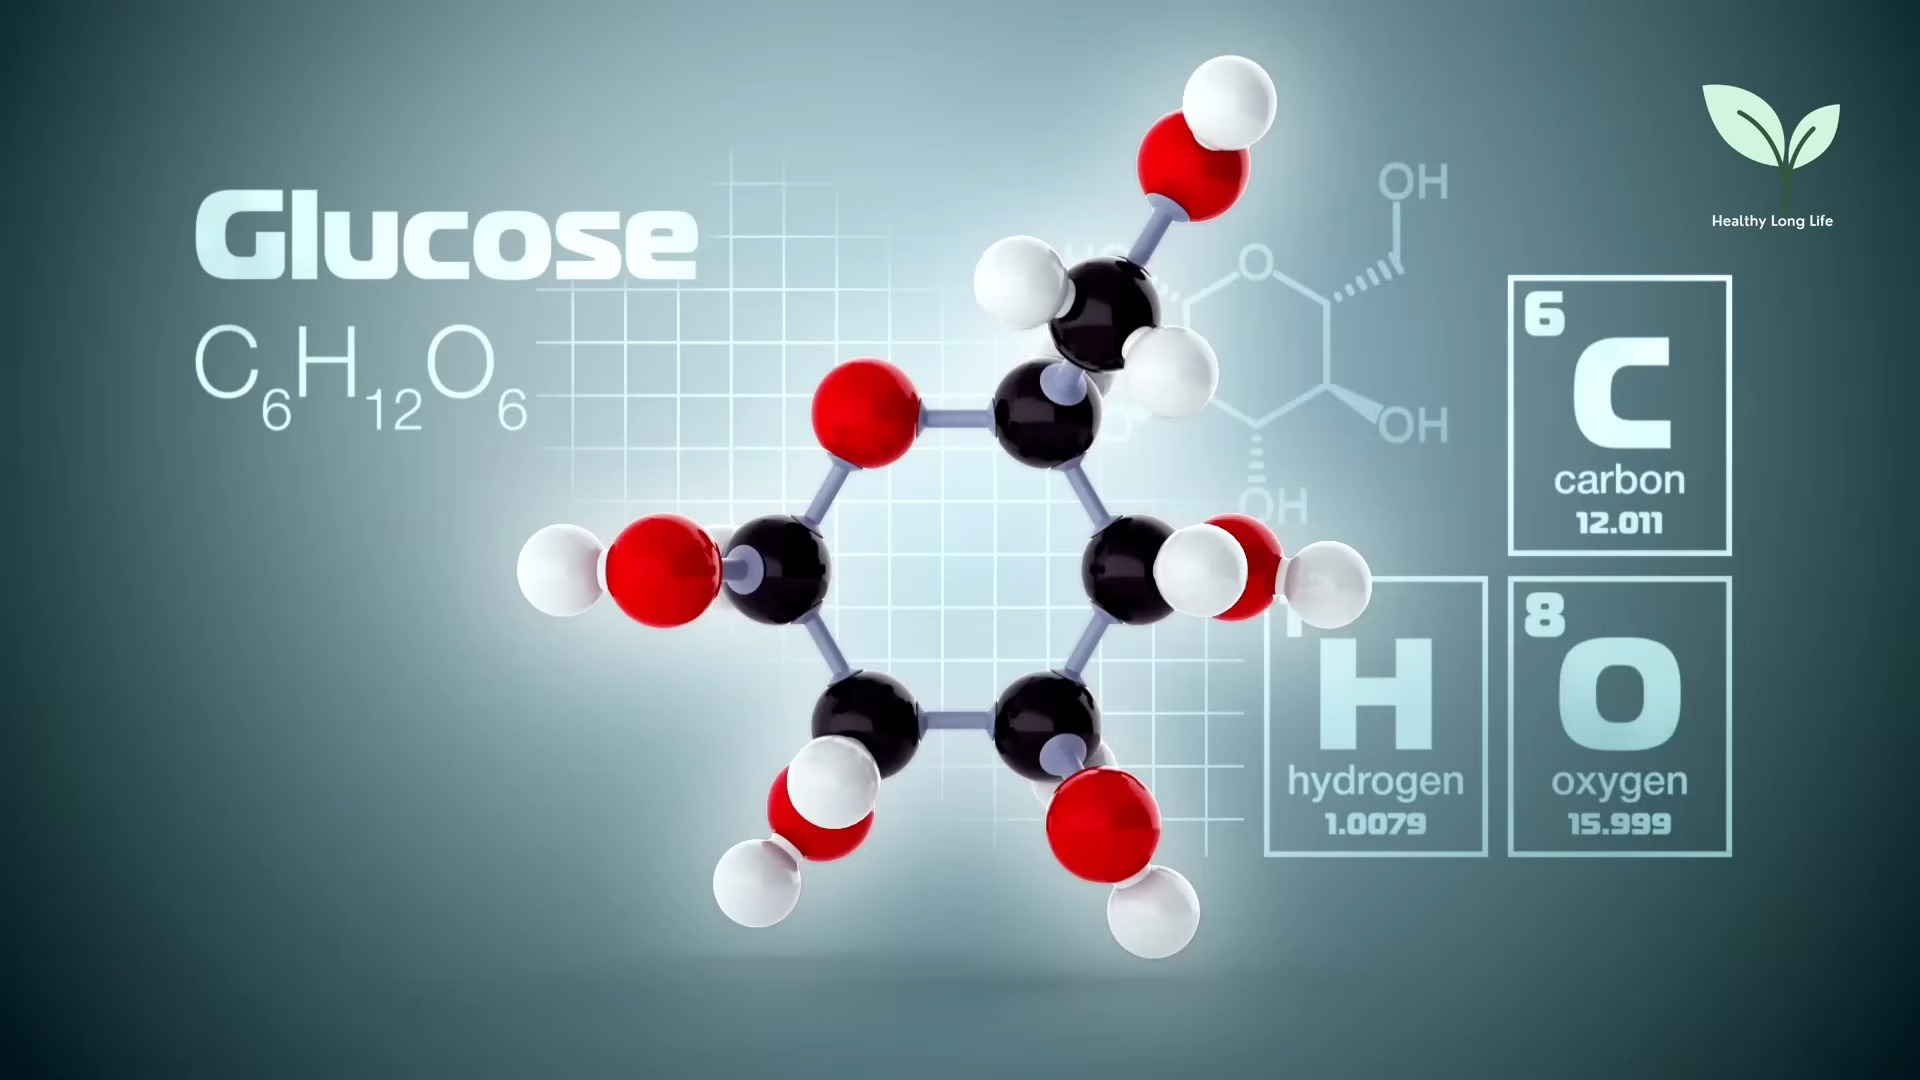 Glucose
C₆H₁₂O₆
Healthy Long Life
OH
O
OH
OH
6
C
carbon
12.011
H
hydrogen
1.0079
8
O
oxygen
15.999